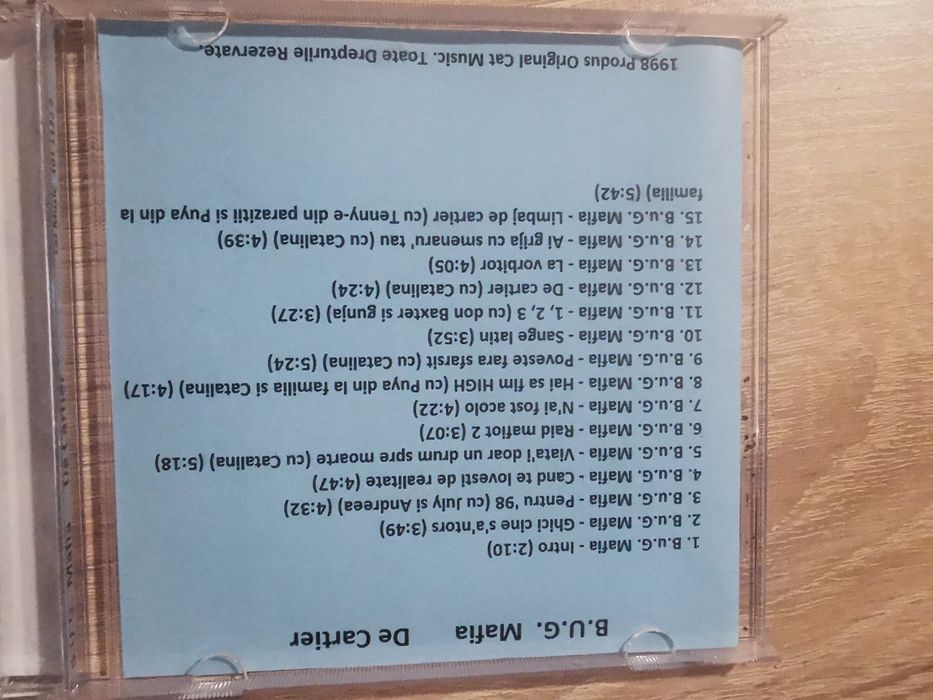 B.U.G. Mafia De Cartier
1. B.u.G. Mafia - Intro (2:10)
2. B.u.G. Mafia - Ghici cine s'a'ntors (3:49)
3. B.u.G. Mafia - Pentru '98 (cu July si Andreea) (4:32)
4. B.u.G. Mafia - Cand te lovesti de realitate (4:47)
5. B.u.G. Mafia - Viata'i doar un drum spre moarte (cu Catalina) (5:18)
6. B.u.G. Mafia - Raid mafiot 2 (3:07)
7. B.u.G. Mafia - N'ai fost acolo (4:22)
8. B.u.G. Mafia - Hai sa fim HIGH (cu Puya din la familia si Catalina) (4:17)
9. B.u.G. Mafia - Poveste fara sfarsit (cu Catalina) (5:24)
10. B.u.G. Mafia - Sange latin (3:52)
11. B.u.G. Mafia - 1, 2, 3 (cu don Baxter si gunja) (3:27)
12. B.u.G. Mafia - De cartier (cu Catalina) (4:24)
13. B.u.G. Mafia - La vorbitor (4:05)
14. B.u.G. Mafia - Ai grija cu smenaru' tau (cu Catalina) (4:39)
15. B.u.G. Mafia - Limbaj de cartier (cu Tenny-e din parazitii si Puya din la
familia) (5:42)
1998 Produs Original Cat Music. Toate Drepturile Rezervate.